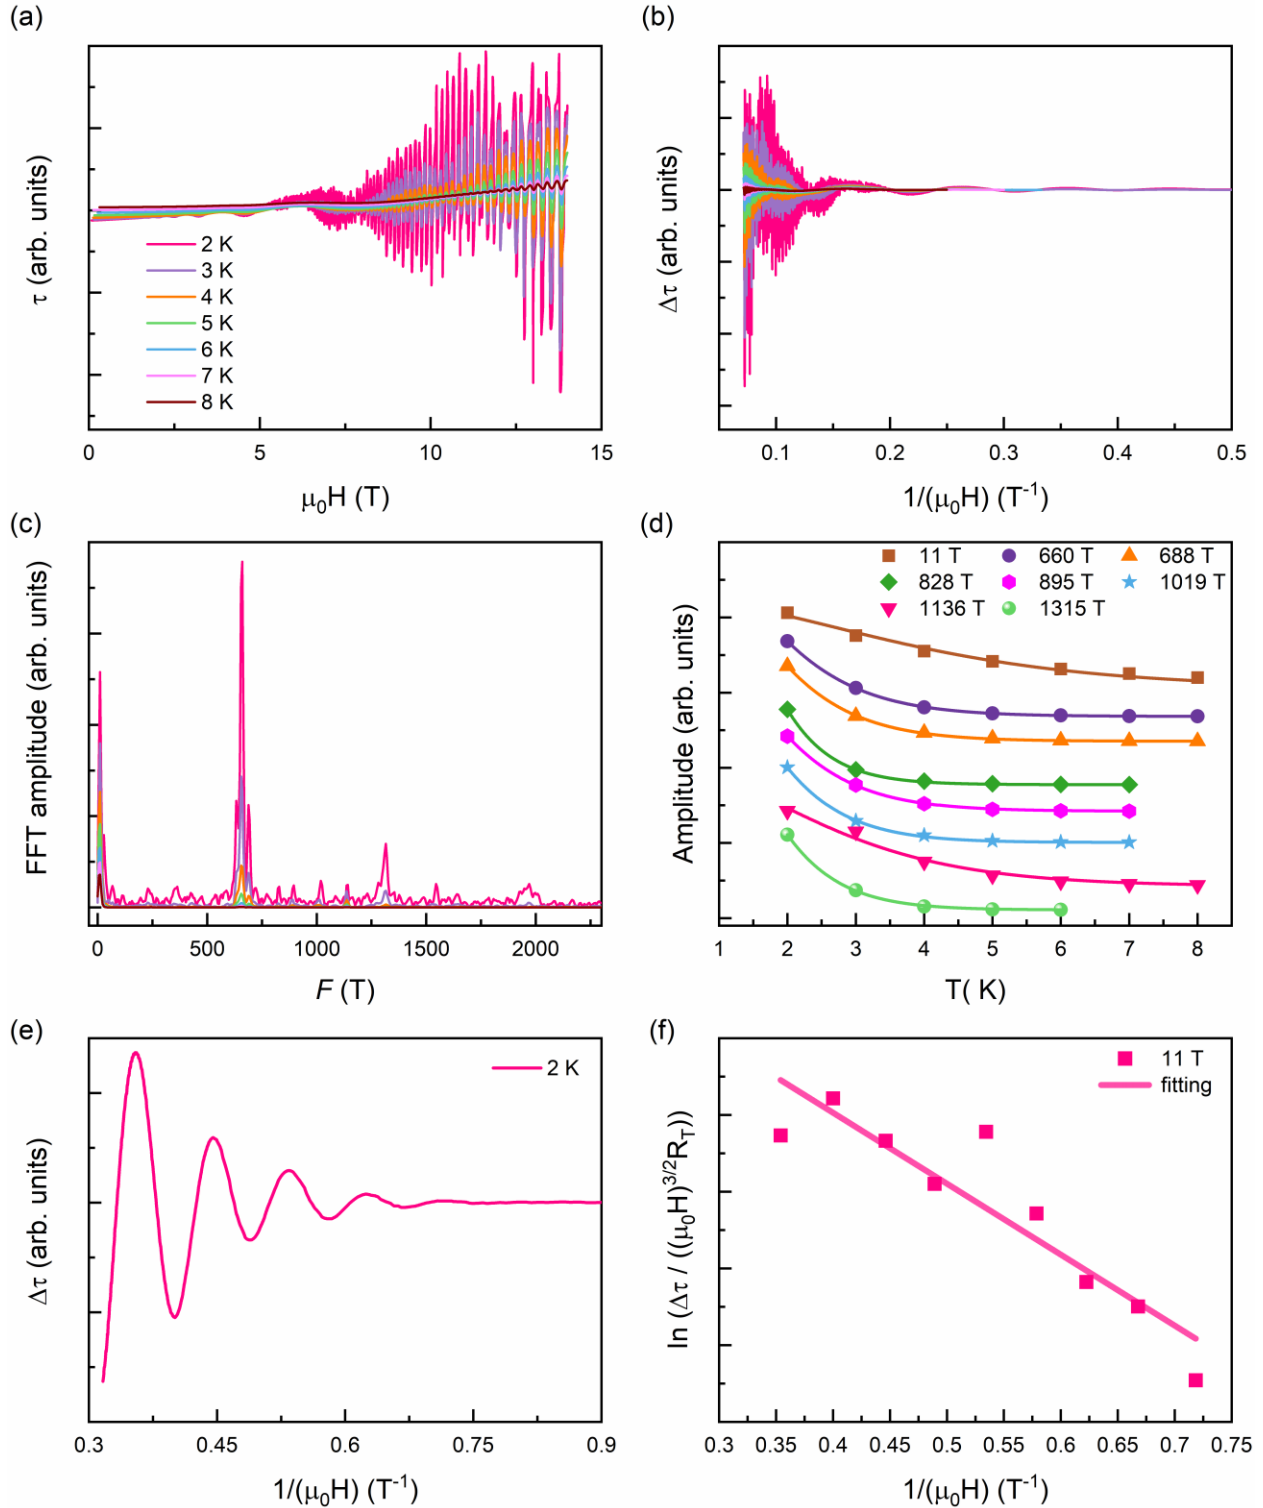 (a)
τ (arb. units)
2 K
3 K
4 K
5 K
6 K
7 K
8 K
0 5 10 15
μ₀H (T)
(b)
Δτ (arb. units)
0.1 0.2 0.3 0.4 0.5
1/(μ₀H) (T⁻¹)
(c)
FFT amplitude (arb. units)
0 500 1000 1500 2000
F (T)
(d)
Amplitude (arb. units)
11 T 660 T 688 T
828 T 895 T 1019 T
1136 T 1315 T
1 2 3 4 5 6 7 8
T( K)
(e)
Δτ (arb. units)
2 K
0.3 0.45 0.6 0.75 0.9
1/(μ₀H) (T⁻¹)
(f)
ln (Δτ / ((μ₀H)³ᐟ²R_T))
11 T
fitting
0.3 0.35 0.4 0.45 0.5 0.55 0.6 0.65 0.7 0.75
1/(μ₀H) (T⁻¹)